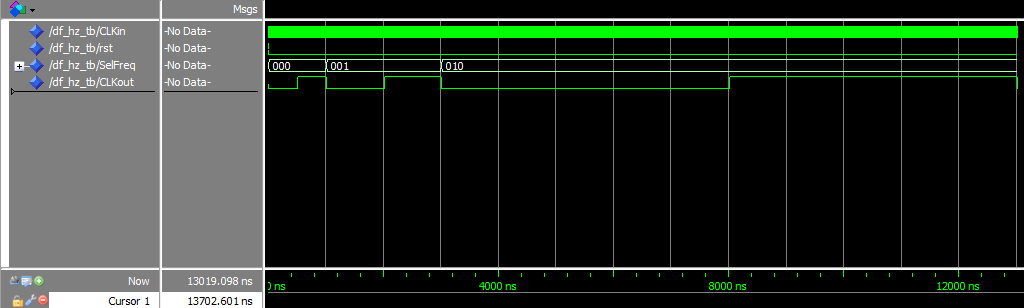 Msgs
/df_hz_tb/CLKin -No Data-
/df_hz_tb/rst -No Data-
/df_hz_tb/SelFreq -No Data- 000 001 010
/df_hz_tb/CLKout -No Data-
Now 13019.098 ns 0 ns 4000 ns 8000 ns 12000 ns
Cursor 1 13702.601 ns